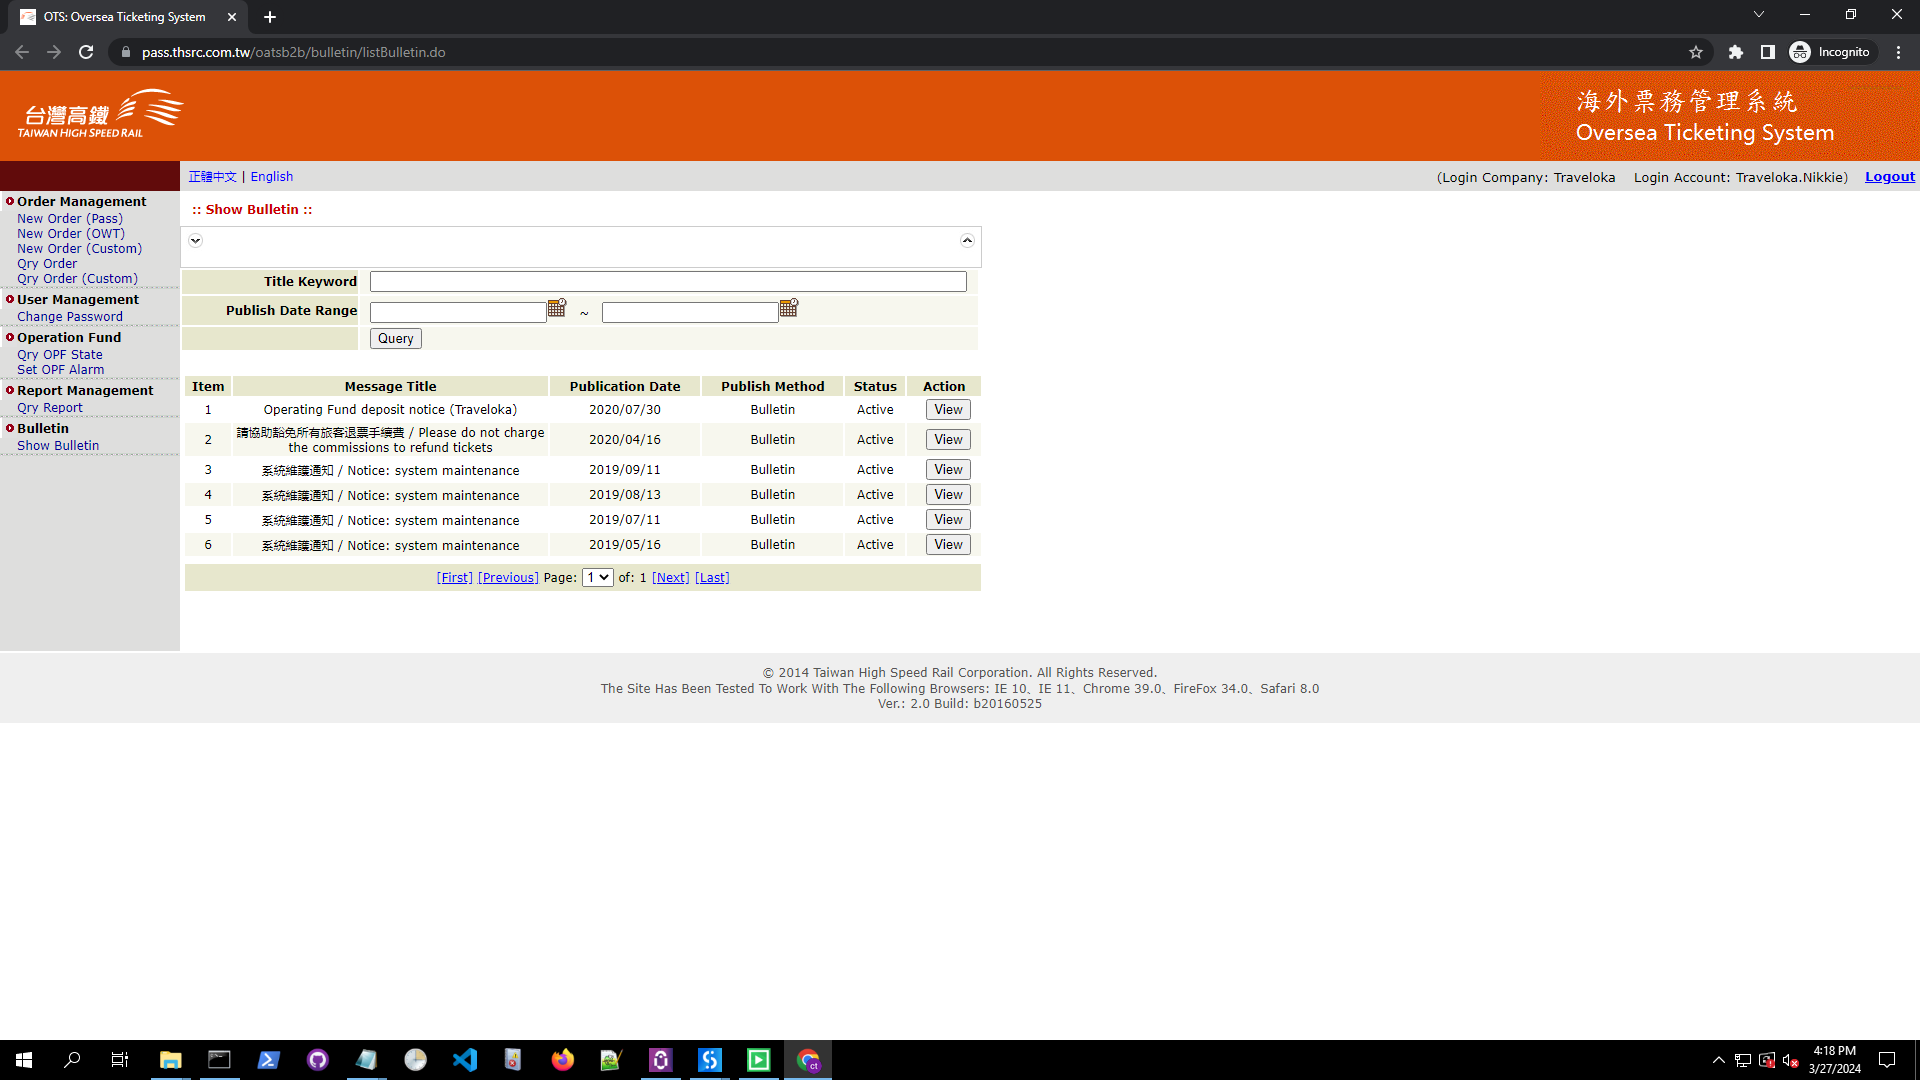 OTS: Oversea Ticketing System
pass.thsrc.com.tw/oatsb2b/bulletin/listBulletin.do
Incognito
台灣高鐵
TAIWAN HIGH SPEED RAIL
海外票務管理系統
Oversea Ticketing System
正體中文 | English
(Login Company: Traveloka Login Account: Traveloka.Nikkie) Logout
Order Management
New Order (Pass)
New Order (OWT)
New Order (Custom)
Qry Order
Qry Order (Custom)
User Management
Change Password
Operation Fund
Qry OPF State
Set OPF Alarm
Report Management
Qry Report
Bulletin
Show Bulletin
:: Show Bulletin ::
Title Keyword
Publish Date Range ~
Query
Item Message Title Publication Date Publish Method Status Action
1 Operating Fund deposit notice (Traveloka) 2020/07/30 Bulletin Active View
2 請協助豁免所有旅客退票手續費 / Please do not charge the commissions to refund tickets 2020/04/16 Bulletin Active View
3 系統維護通知 / Notice: system maintenance 2019/09/11 Bulletin Active View
4 系統維護通知 / Notice: system maintenance 2019/08/13 Bulletin Active View
5 系統維護通知 / Notice: system maintenance 2019/07/11 Bulletin Active View
6 系統維護通知 / Notice: system maintenance 2019/05/16 Bulletin Active View
[First] [Previous] Page: 1 of: 1 [Next] [Last]
© 2014 Taiwan High Speed Rail Corporation. All Rights Reserved.
The Site Has Been Tested To Work With The Following Browsers: IE 10、IE 11、Chrome 39.0、FireFox 34.0、Safari 8.0
Ver.: 2.0 Build: b20160525
ct
4:18 PM
3/27/2024